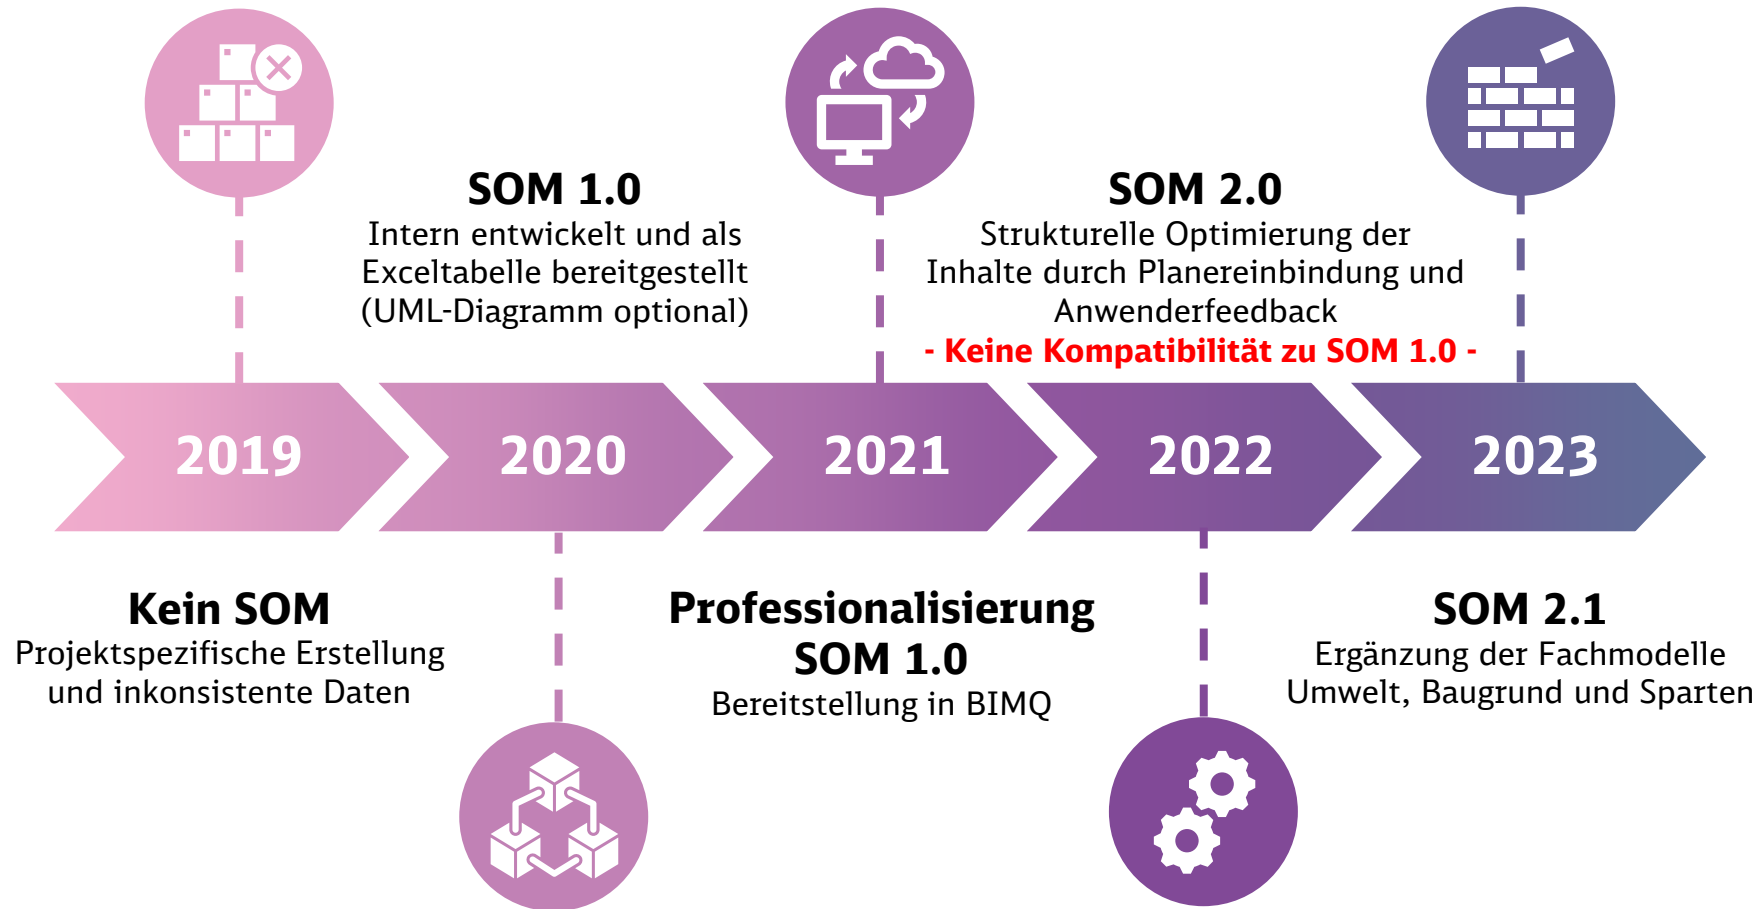 SOM 1.0
Intern entwickelt und als
Exceltabelle bereitgestellt
(UML-Diagramm optional)
SOM 2.0
Strukturelle Optimierung der
Inhalte durch Planereinbindung und
Anwenderfeedback
- Keine Kompatibilität zu SOM 1.0 -
2019
2020
2021
2022
2023
Kein SOM
Projektspezifische Erstellung
und inkonsistente Daten
Professionalisierung
SOM 1.0
Bereitstellung in BIMQ
SOM 2.1
Ergänzung der Fachmodelle
Umwelt, Baugrund und Sparten